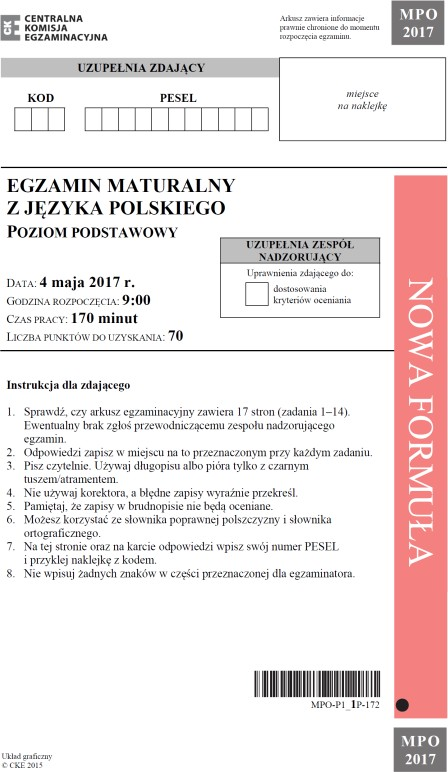 CKE
CENTRALNA
KOMISJA
EGZAMINACYJNA
Arkusz zawiera informacje
prawnie chronione do momentu
rozpoczęcia egzaminu.
MPO
2017
UZUPEŁNIA ZDAJĄCY
KOD PESEL
miejsce
na naklejkę
EGZAMIN MATURALNY
Z JĘZYKA POLSKIEGO
POZIOM PODSTAWOWY
UZUPEŁNIA ZESPÓŁ
NADZORUJĄCY
Uprawnienia zdającego do:
dostosowania
kryteriów oceniania
DATA: 4 maja 2017 r.
GODZINA ROZPOCZĘCIA: 9:00
CZAS PRACY: 170 minut
LICZBA PUNKTÓW DO UZYSKANIA: 70
NOWA FORMUŁA
Instrukcja dla zdającego
1. Sprawdź, czy arkusz egzaminacyjny zawiera 17 stron (zadania 1–14).
Ewentualny brak zgłoś przewodniczącemu zespołu nadzorującego
egzamin.
2. Odpowiedzi zapisz w miejscu na to przeznaczonym przy każdym zadaniu.
3. Pisz czytelnie. Używaj długopisu albo pióra tylko z czarnym
tuszem/atramentem.
4. Nie używaj korektora, a błędne zapisy wyraźnie przekreśl.
5. Pamiętaj, że zapisy w brudnopisie nie będą oceniane.
6. Możesz korzystać ze słownika poprawnej polszczyzny i słownika
ortograficznego.
7. Na tej stronie oraz na karcie odpowiedzi wpisz swój numer PESEL
i przyklej naklejkę z kodem.
8. Nie wpisuj żadnych znaków w części przeznaczonej dla egzaminatora.
MPO-P1_1P-172
Układ graficzny
© CKE 2015
MPO
2017